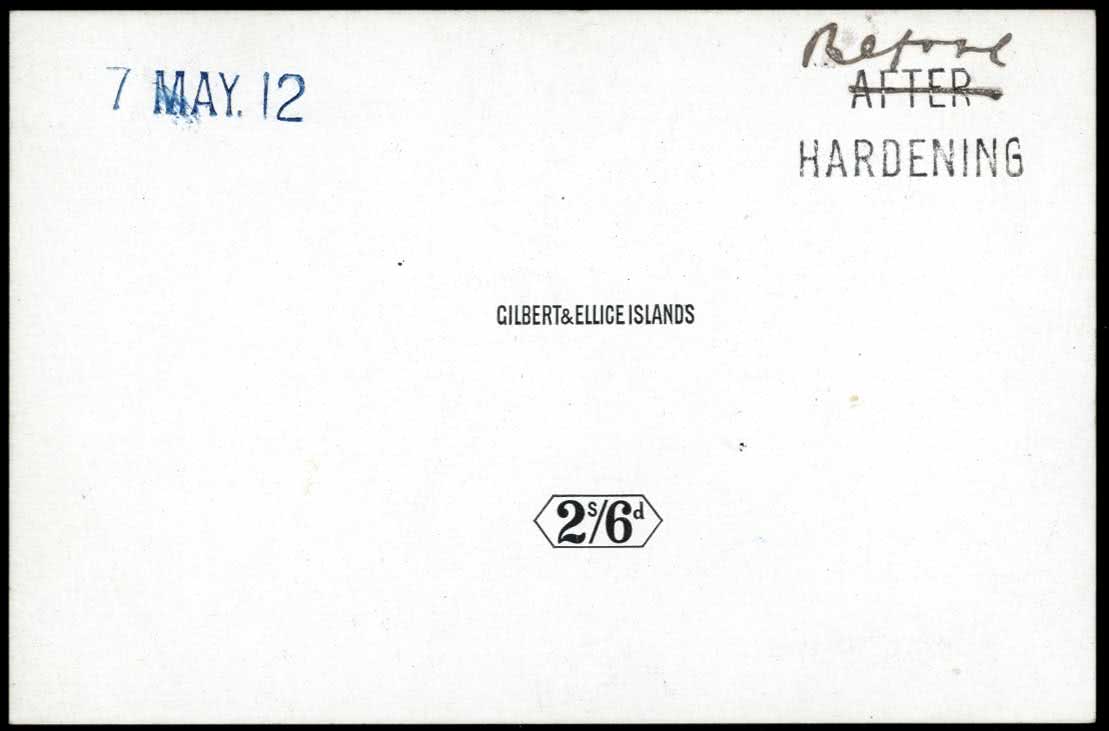 7 MAY. 12
Before
AFTER
HARDENING
GILBERT & ELLICE ISLANDS
2s/6d